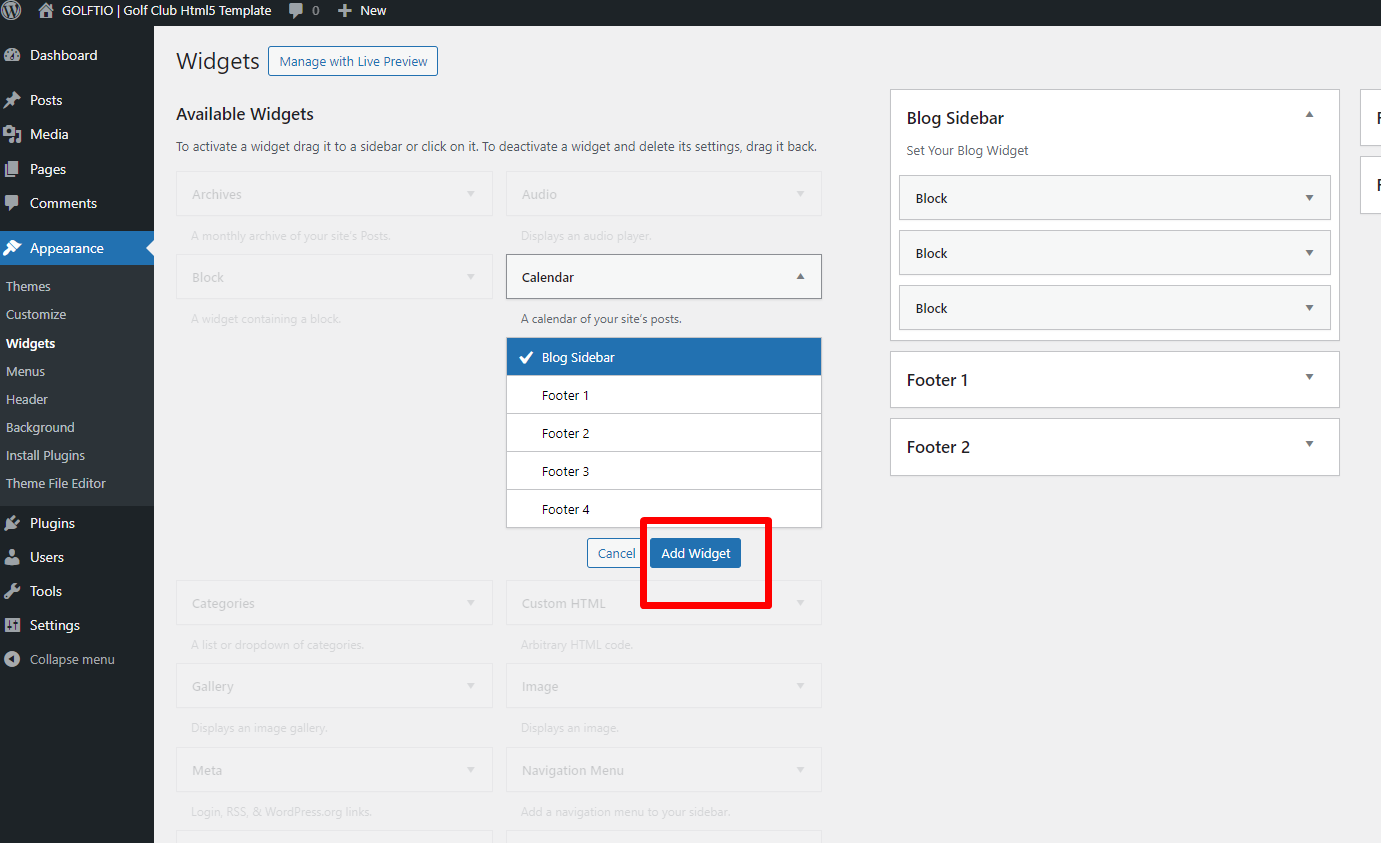 GOLFTIO | Golf Club Html5 Template
0
New
Dashboard
Posts
Media
Pages
Comments
Appearance
Themes
Customize
Widgets
Menus
Header
Background
Install Plugins
Theme File Editor
Plugins
Users
Tools
Settings
Collapse menu
Widgets
Manage with Live Preview
Available Widgets
To activate a widget drag it to a sidebar or click on it. To deactivate a widget and delete its settings, drag it back.
Archives
A monthly archive of your site's Posts.
Audio
Displays an audio player.
Block
A widget containing a block.
Calendar
A calendar of your site's posts.
Blog Sidebar
Footer 1
Footer 2
Footer 3
Footer 4
Cancel
Add Widget
Categories
A list or dropdown of categories.
Custom HTML
Arbitrary HTML code.
Gallery
Displays an image gallery.
Image
Displays an image.
Meta
Login, RSS, & WordPress.org links.
Navigation Menu
Add a navigation menu to your sidebar.
Blog Sidebar
Set Your Blog Widget
Block
Block
Block
Footer 1
Footer 2